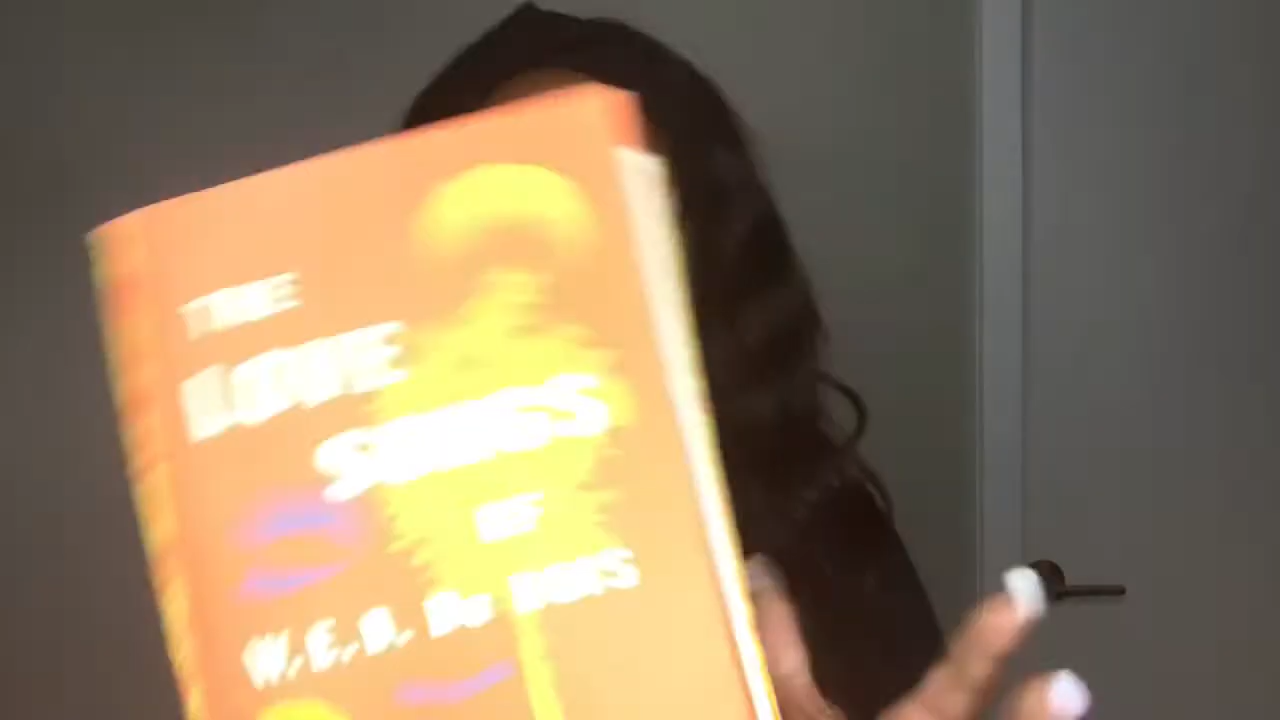 THE
LOVE
SONGS
OF
W.E.B. Du BOIS